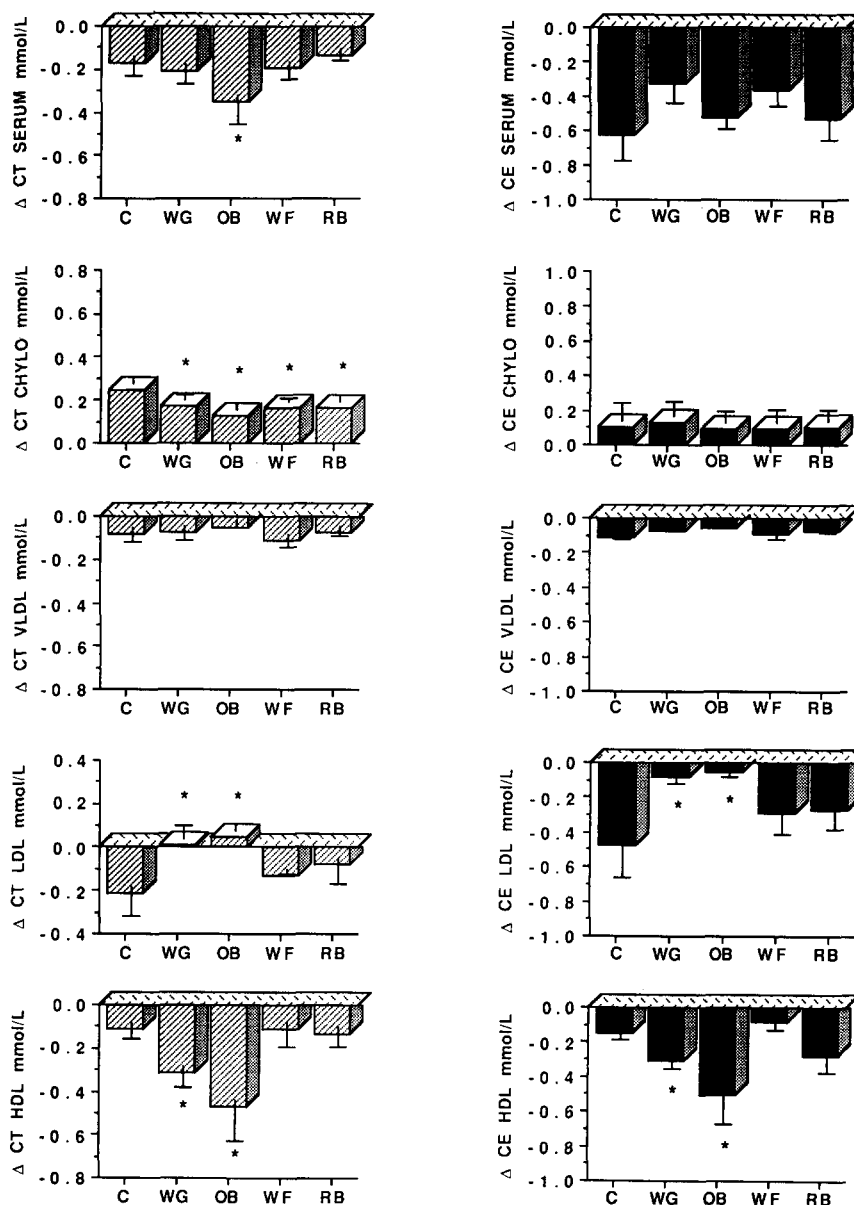 Δ CT SERUM mmol/L
0.0
-0.2
-0.4
-0.6
-0.8
*
C WG OB WF RB
Δ CE SERUM mmol/L
0.0
-0.2
-0.4
-0.6
-0.8
-1.0
C WG OB WF RB
Δ CT CHYLO mmol/L
0.8
0.6
0.4
0.2
0.0
* * * *
C WG OB WF RB
Δ CE CHYLO mmol/L
1.0
0.8
0.6
0.4
0.2
0.0
C WG OB WF RB
Δ CT VLDL mmol/L
0.0
-0.2
-0.4
-0.6
-0.8
C WG OB WF RB
Δ CE VLDL mmol/L
0.0
-0.2
-0.4
-0.6
-0.8
-1.0
C WG OB WF RB
Δ CT LDL mmol/L
0.4
0.2
0.0
-0.2
-0.4
* *
C WG OB WF RB
Δ CE LDL mmol/L
0.0
-0.2
-0.4
-0.6
-0.8
-1.0
* *
C WG OB WF RB
Δ CT HDL mmol/L
0.0
-0.2
-0.4
-0.6
-0.8
* *
C WG OB WF RB
Δ CE HDL mmol/L
0.0
-0.2
-0.4
-0.6
-0.8
-1.0
* *
C WG OB WF RB